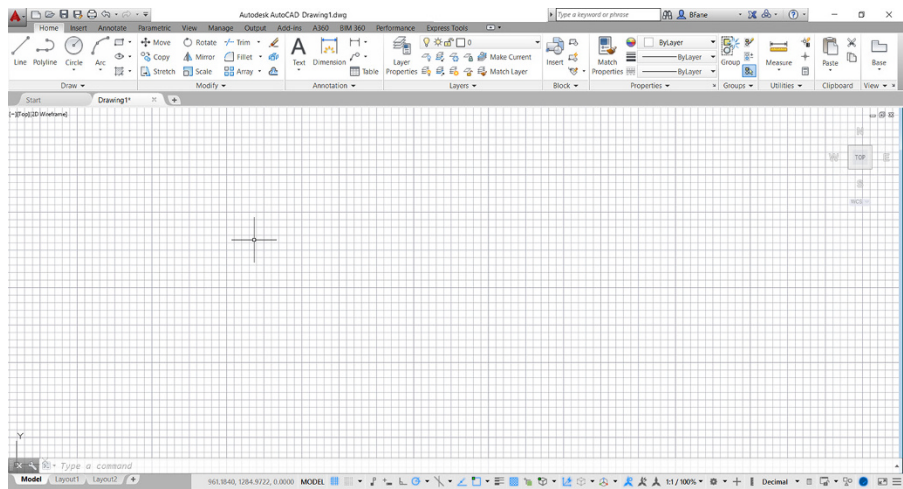 Autodesk AutoCAD Drawing1.dwg
Type a keyword or phrase
BFane
Home Insert Annotate Parametric View Manage Output Add-ins A360 BIM 360 Performance Express Tools
Move Rotate Trim
Copy Mirror Fillet
Stretch Scale Array
Line Polyline Circle Arc
Text Dimension
Table
Layer Properties
0
Make Current
Match Layer
Insert
Match Properties
ByLayer
ByLayer
ByLayer
Group
Measure
Paste
Base
Draw Modify Annotation Layers Block Properties Groups Utilities Clipboard View
Start Drawing1*
[-][Top][2D Wireframe]
N
W TOP E
S
WCS
Y
Type a command
Model Layout1 Layout2
961.1840, 1284.9722, 0.0000 MODEL 1:1 / 100% Decimal